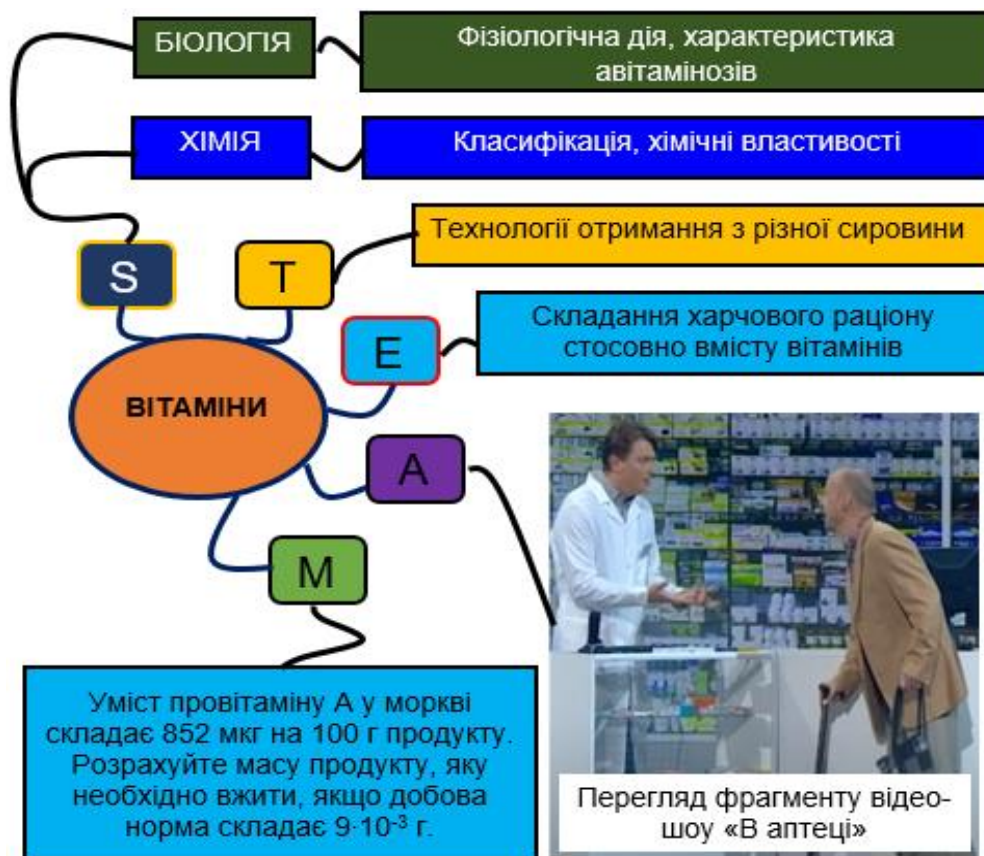 БІОЛОГІЯ
Фізіологічна дія, характеристика
авітамінозів
ХІМІЯ
Класифікація, хімічні властивості
Технології отримання з різної сировини
S
T
E
Складання харчового раціону
стосовно вмісту вітамінів
ВІТАМІНИ
A
M
Уміст провітаміну А у моркві
складає 852 мкг на 100 г продукту.
Розрахуйте масу продукту, яку
необхідно вжити, якщо добова
норма складає 9·10⁻³ г.
Перегляд фрагменту відео-
шоу «В аптеці»